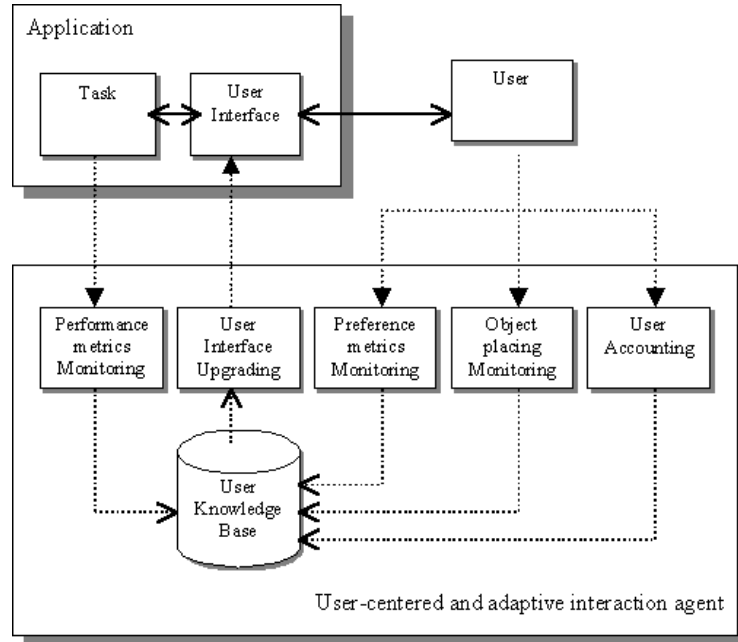 Application
Task
User
Interface
User
Performance
metrics
Monitoring
User
Interface
Upgrading
Preference
metrics
Monitoring
Object
placing
Monitoring
User
Accounting
User
Knowledge
Base
User-centered and adaptive interaction agent